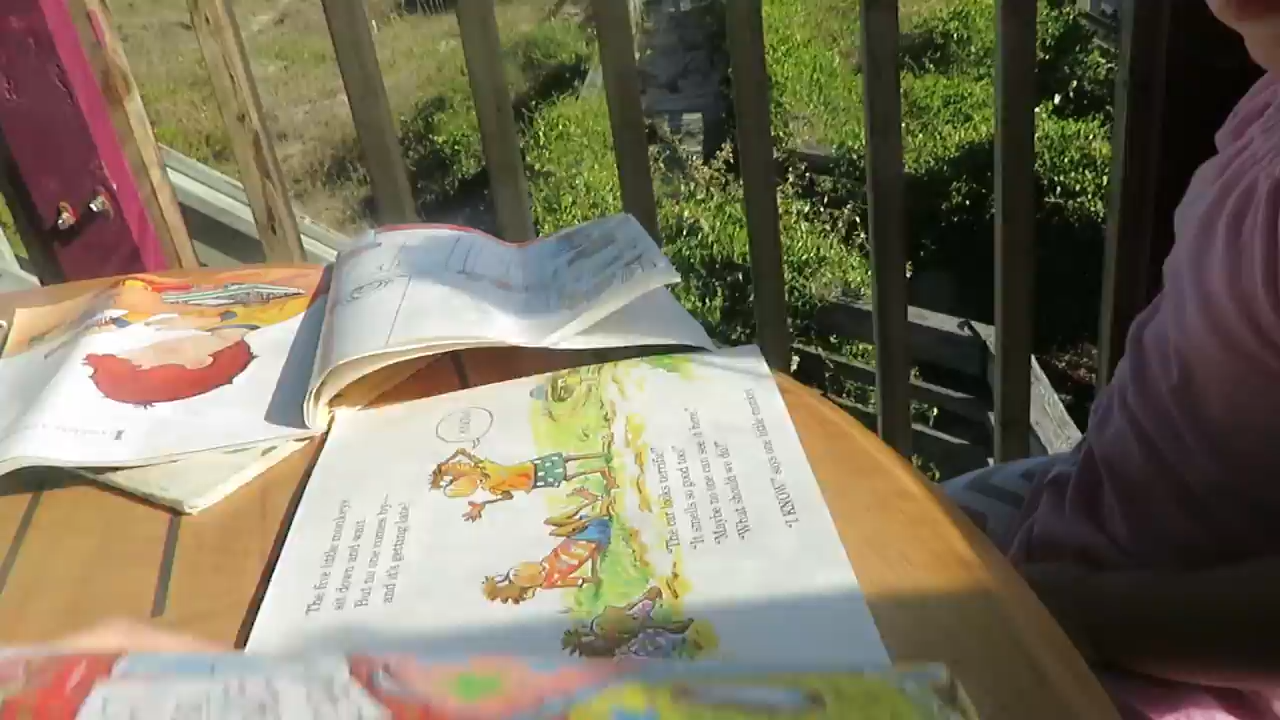 The five little monkeys
sit down and wait.
But no one comes by—
and it's getting late!
"The car looks terrific!"
"It smells so good too!"
"Maybe no one can see it here."
"What should we do?"
"I KNOW!" says one little monkey.